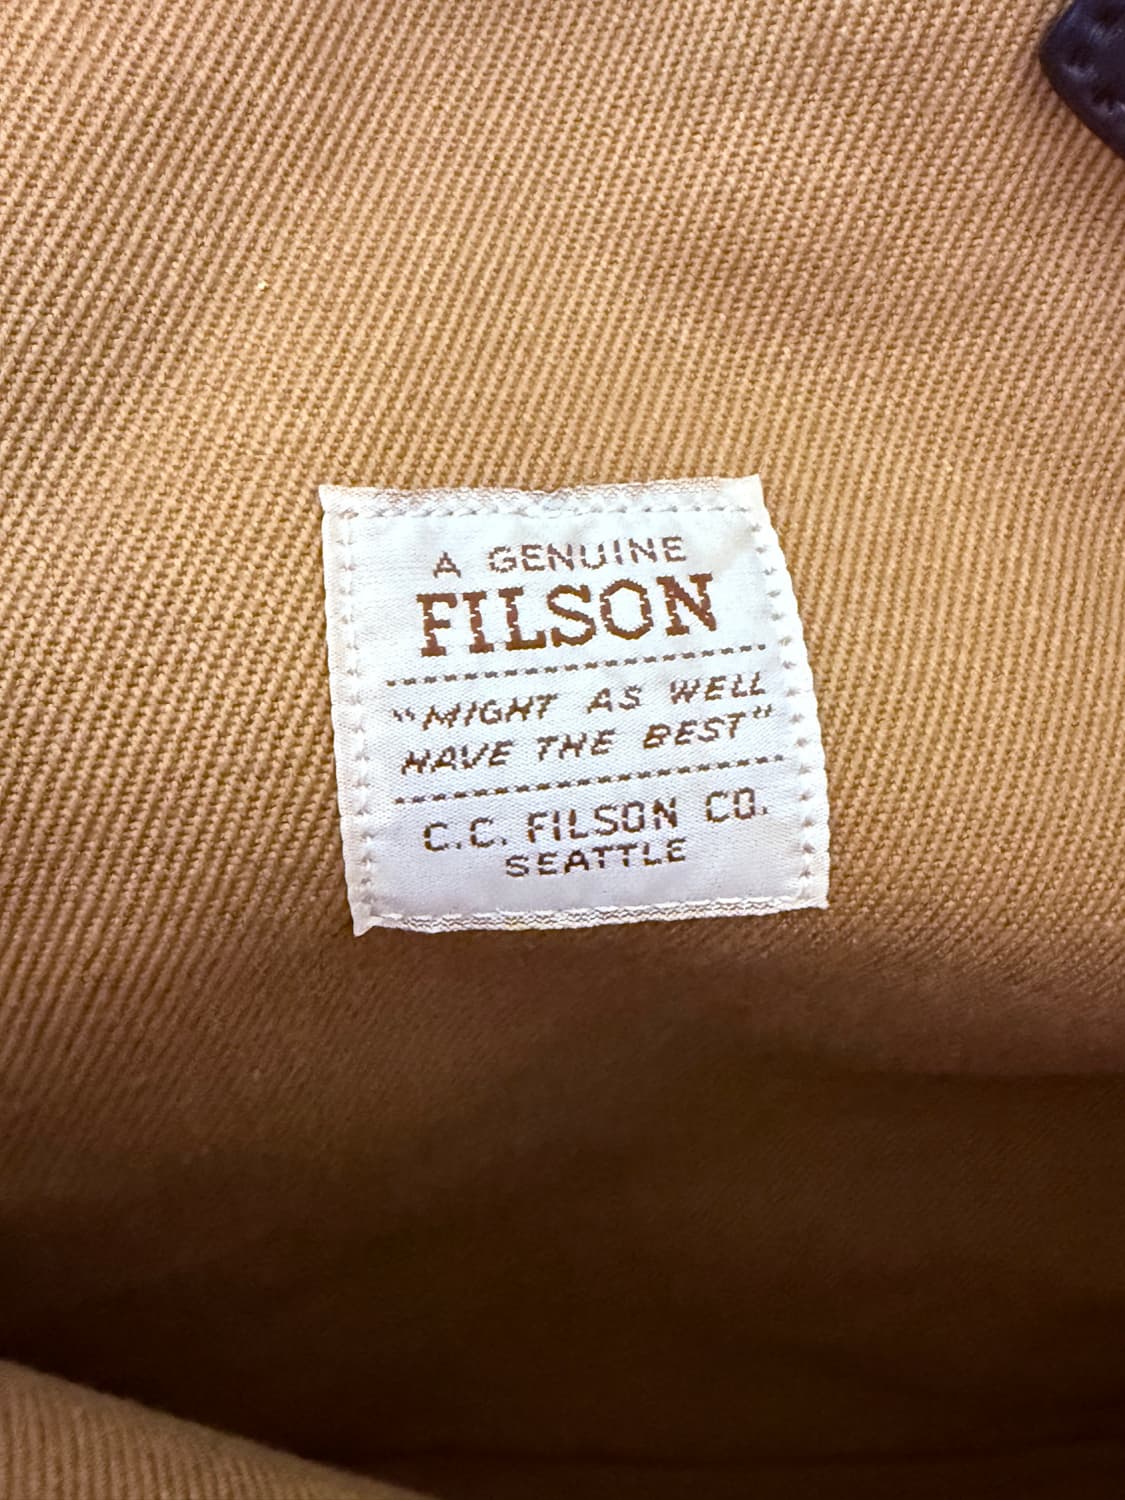 A GENUINE
FILSON
"MIGHT AS WELL
HAVE THE BEST"
C.C. FILSON CO.
SEATTLE